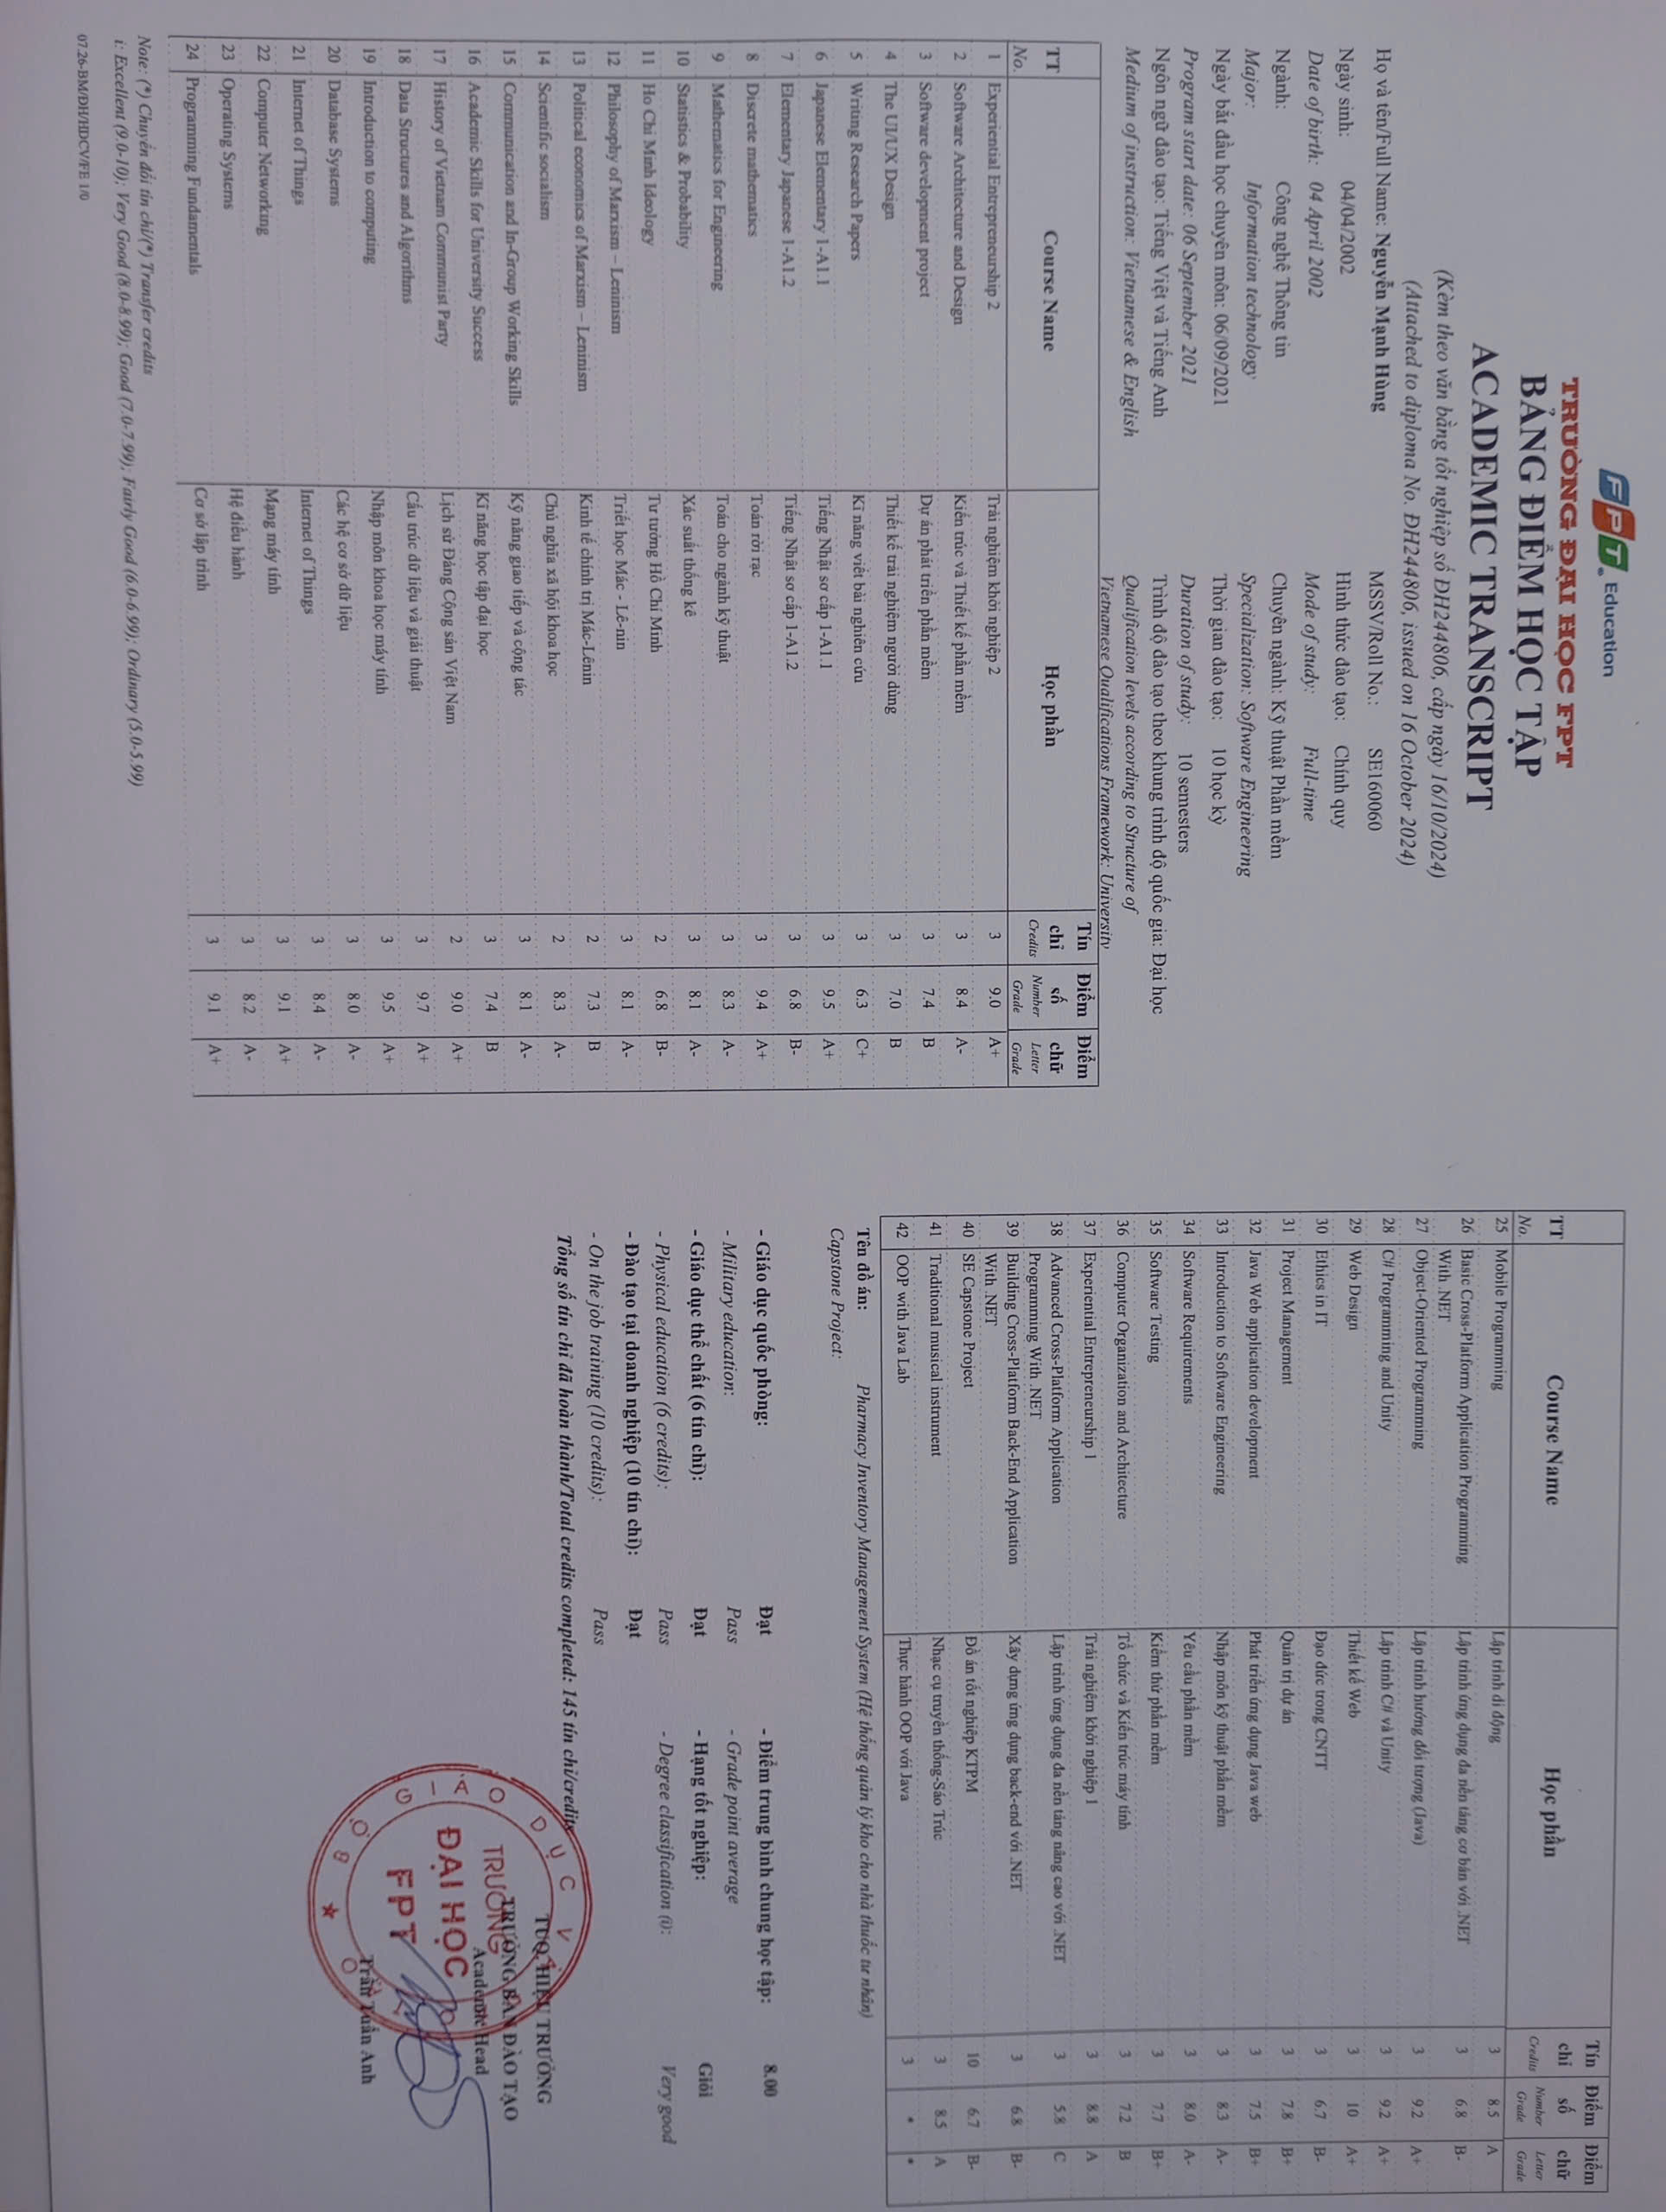 FPT. Education
TRƯỜNG ĐẠI HỌC FPT
BẢNG ĐIỂM HỌC TẬP
ACADEMIC TRANSCRIPT
(Kèm theo văn bằng tốt nghiệp số ĐH244806, cấp ngày 16/10/2024)
(Attached to diploma No. ĐH244806, issued on 16 October 2024)
Họ và tên/Full Name: Nguyễn Mạnh Hùng MSSV/Roll No.: SE160060
Ngày sinh: 04/04/2002 Hình thức đào tạo: Chính quy
Date of birth: 04 April 2002 Mode of study: Full-time
Ngành: Công nghệ Thông tin Chuyên ngành: Kỹ thuật Phần mềm
Major: Information technology Specialization: Software Engineering
Ngày bắt đầu học chuyên môn: 06/09/2021 Thời gian đào tạo: 10 học kỳ
Program start date: 06 September 2021 Duration of study: 10 semesters
Ngôn ngữ đào tạo: Tiếng Việt và Tiếng Anh Trình độ đào tạo theo khung trình độ quốc gia: Đại học
Medium of instruction: Vietnamese & English Qualification levels according to Structure of
Vietnamese Qualifications Framework: University
TT No. Course Name Học phần Tín chỉ Credits Điểm số Number Grade Điểm chữ Letter Grade
1 Experiential Entrepreneurship 2 Trải nghiệm khởi nghiệp 2 3 9.0 A+
2 Software Architecture and Design Kiến trúc và Thiết kế phần mềm 3 8.4 A-
3 Software development project Dự án phát triển phần mềm 3 7.4 B
4 The UI/UX Design Thiết kế trải nghiệm người dùng 3 7.0 B
5 Writing Research Papers Kĩ năng viết bài nghiên cứu 3 6.3 C+
6 Japanese Elementary 1-A1.1 Tiếng Nhật sơ cấp 1-A1.1 3 9.5 A+
7 Elementary Japanese 1-A1.2 Tiếng Nhật sơ cấp 1-A1.2 3 6.8 B-
8 Discrete mathematics Toán rời rạc 3 9.4 A+
9 Mathematics for Engineering Toán cho ngành kỹ thuật 3 8.3 A-
10 Statistics & Probability Xác suất thống kê 3 8.1 A-
11 Ho Chi Minh Ideology Tư tưởng Hồ Chí Minh 2 6.8 B-
12 Philosophy of Marxism – Leninism Triết học Mác - Lê-nin 3 8.1 A-
13 Political economics of Marxism – Leninism Kinh tế chính trị Mác-Lênin 2 7.3 B
14 Scientific socialism Chủ nghĩa xã hội khoa học 2 8.3 A-
15 Communication and In-Group Working Skills Kỹ năng giao tiếp và cộng tác 3 8.1 A-
16 Academic Skills for University Success Kĩ năng học tập đại học 3 7.4 B
17 History of Vietnam Communist Party Lịch sử Đảng Cộng sản Việt Nam 2 9.0 A+
18 Data Structures and Algorithms Cấu trúc dữ liệu và giải thuật 3 9.7 A+
19 Introduction to computing Nhập môn khoa học máy tính 3 9.5 A+
20 Database Systems Các hệ cơ sở dữ liệu 3 8.0 A-
21 Internet of Things Internet of Things 3 8.4 A-
22 Computer Networking Mạng máy tính 3 9.1 A+
23 Operating Systems Hệ điều hành 3 8.2 A-
24 Programming Fundamentals Cơ sở lập trình 3 9.1 A+
Note: (*) Chuyển đổi tín chỉ/(*) Transfer credits
i: Excellent (9.0-10); Very Good (8.0-8.99); Good (7.0-7.99); Fairly Good (6.0-6.99); Ordinary (5.0-5.99)
07.26-BM/ĐH/HDCV/FE 1/0
TT No. Course Name Học phần Tín chỉ Credits Điểm số Number Grade Điểm chữ Letter Grade
25 Mobile Programming Lập trình di động 3 8.5 A
26 Basic Cross-Platform Application Programming Lập trình ứng dụng đa nền tảng cơ bản với .NET 3 6.8 B-
With .NET
27 Object-Oriented Programming Lập trình hướng đối tượng (Java) 3 9.2 A+
28 C# Programming and Unity Lập trình C# và Unity 3 9.2 A+
29 Web Design Thiết kế Web 3 10 A+
30 Ethics in IT Đạo đức trong CNTT 3 6.7 B-
31 Project Management Quản trị dự án 3 7.8 B+
32 Java Web application development Phát triển ứng dụng Java web 3 7.5 B+
33 Introduction to Software Engineering Nhập môn kỹ thuật phần mềm 3 8.3 A-
34 Software Requirements Yêu cầu phần mềm 3 8.0 A-
35 Software Testing Kiểm thử phần mềm 3 7.7 B+
36 Computer Organization and Architecture Tổ chức và Kiến trúc máy tính 3 7.2 B
37 Experiential Entrepreneurship 1 Trải nghiệm khởi nghiệp 1 3 8.8 A
38 Advanced Cross-Platform Application Lập trình ứng dụng đa nền tảng nâng cao với .NET 3 5.8 C
Programming With .NET
39 Building Cross-Platform Back-End Application Xây dựng ứng dụng back-end với .NET 3 6.8 B-
With .NET
40 SE Capstone Project Đồ án tốt nghiệp KTPM 10 6.7 B-
41 Traditional musical instrument Nhạc cụ truyền thống-Sáo Trúc 3 8.5 A
42 OOP with Java Lab Thực hành OOP với Java 3 * *
Tên đồ án: Pharmacy Inventory Management System (Hệ thống quản lý kho cho nhà thuốc tư nhân)
Capstone Project:
- Giáo dục quốc phòng: Đạt - Điểm trung bình chung học tập: 8.00
- Military education: Pass - Grade point average
- Giáo dục thể chất (6 tín chỉ): Đạt - Hạng tốt nghiệp: Giỏi
- Physical education (6 credits): Pass - Degree classification (i): Very good
- Đào tạo tại doanh nghiệp (10 tín chỉ): Đạt
- On the job training (10 credits): Pass
Tổng số tín chỉ đã hoàn thành/Total credits completed: 145 tín chỉ/credits
TUQ. HIỆU TRƯỞNG
TRƯỞNG BAN ĐÀO TẠO
Academic Head
BỘ GIÁO DỤC VÀ ĐÀO TẠO
TRƯỜNG
ĐẠI HỌC
FPT
Trần Tuấn Anh